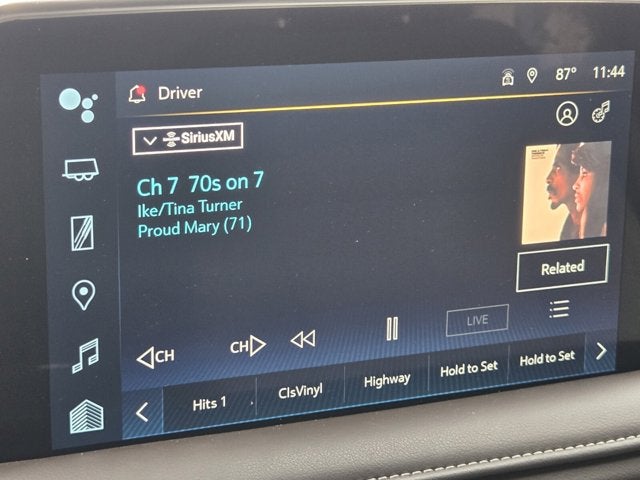 Driver
87° 11:44
SiriusXM
Ch 7 70s on 7
Ike/Tina Turner
Proud Mary (71)
Related
CH
CH
LIVE
Hits 1
ClsVinyl
Highway
Hold to Set
Hold to Set